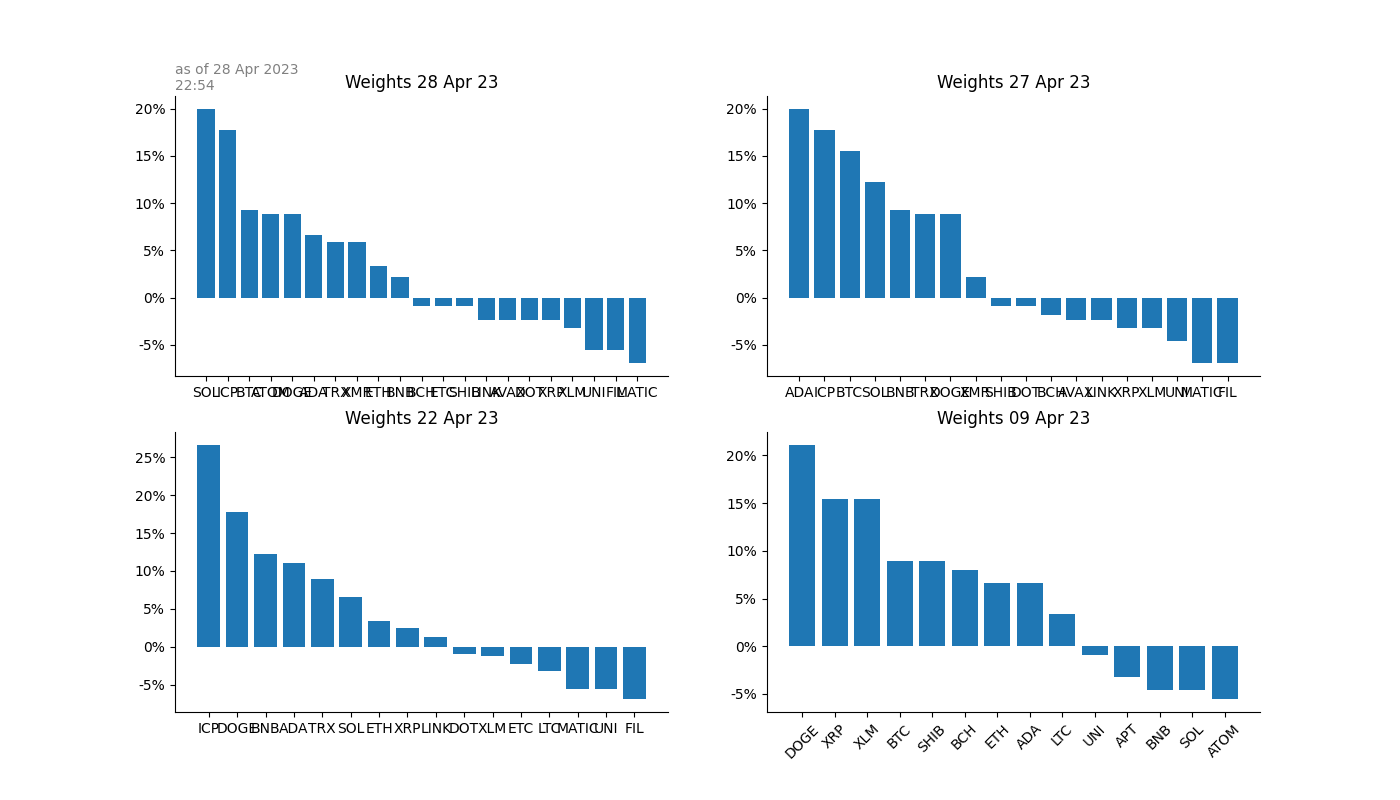 as of 28 Apr 2023
22:54
Weights 28 Apr 23
20%
15%
10%
5%
0%
-5%
SOL ICP BTC ATOM DOGE ADA TRX XMR ETH BNB BCH ETC SHIB LINK AVAX DOT XRP XLM UNI FIL MATIC
Weights 27 Apr 23
20%
15%
10%
5%
0%
-5%
ADA ICP BTC SOL BNB TRX DOGE XMR SHIB DOT BCH AVAX LINK XRP XLM UNI MATIC FIL
Weights 22 Apr 23
25%
20%
15%
10%
5%
0%
-5%
ICP DOGE BNB ADA TRX SOL ETH XRP LINK DOT XLM ETC LTC MATIC UNI FIL
Weights 09 Apr 23
20%
15%
10%
5%
0%
-5%
DOGE XRP XLM BTC SHIB BCH ETH ADA LTC UNI APT BNB SOL ATOM